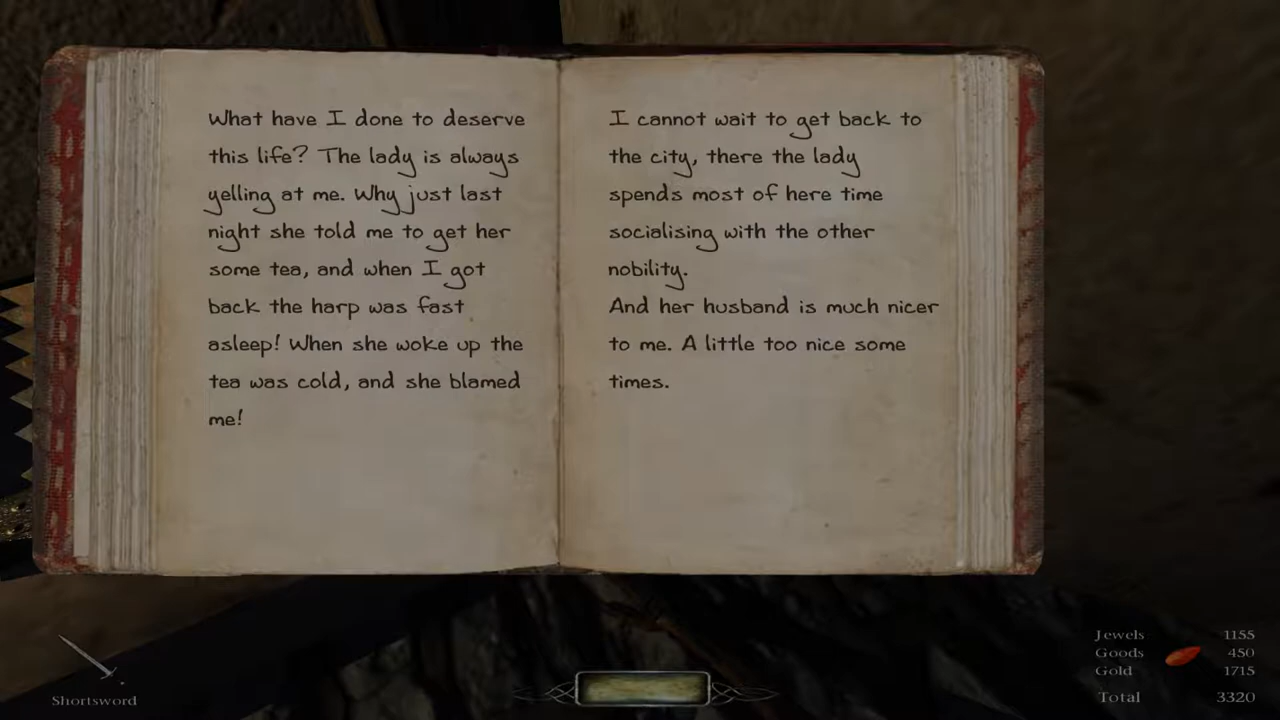 What have I done to deserve
this life? The lady is always
yelling at me. Why just last
night she told me to get her
some tea, and when I got
back the harp was fast
asleep! When she woke up the
tea was cold, and she blamed
me!
I cannot wait to get back to
the city, there the lady
spends most of here time
socialising with the other
nobility.
And her husband is much nicer
to me. A little too nice some
times.
Shortsword
Jewels 1155
Goods 450
Gold 1715
Total 3320